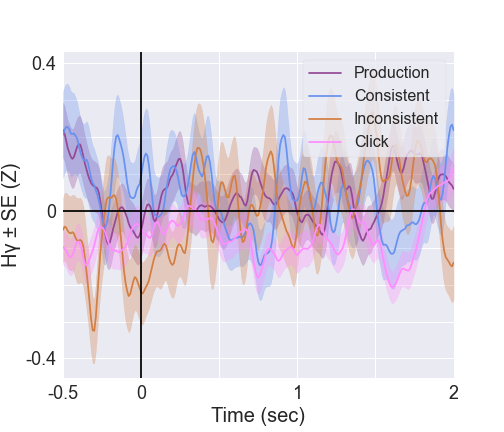 0.4
0
-0.4
Hγ ± SE (Z)
Production
Consistent
Inconsistent
Click
-0.5
0
1
2
Time (sec)